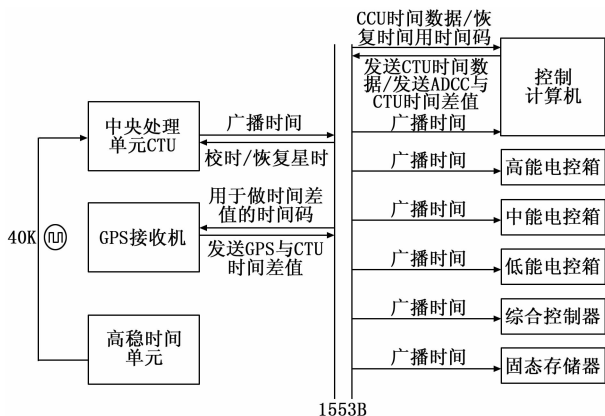 CCU时间数据/恢
复时间用时间码
发送CTU时间数
据/发送ADCC与
CTU时间差值
控制
计算机
广播时间
中央处理
单元CTU
广播时间
校时/恢复星时
广播时间
高能电控箱
用于做时间差
值的时间码
广播时间
中能电控箱
40K
GPS接收机
发送GPS与CTU
时间差值
广播时间
低能电控箱
高稳时间
单元
广播时间
综合控制器
广播时间
固态存储器
1553B